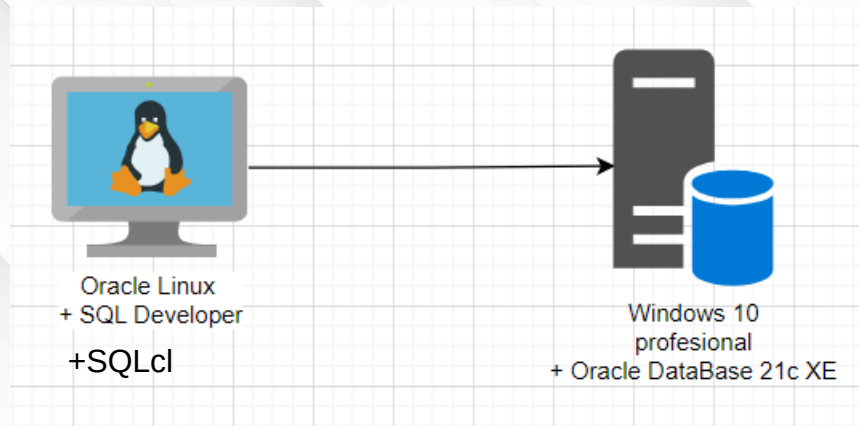 Oracle Linux
+ SQL Developer
+SQLcl
Windows 10
profesional
+ Oracle DataBase 21c XE